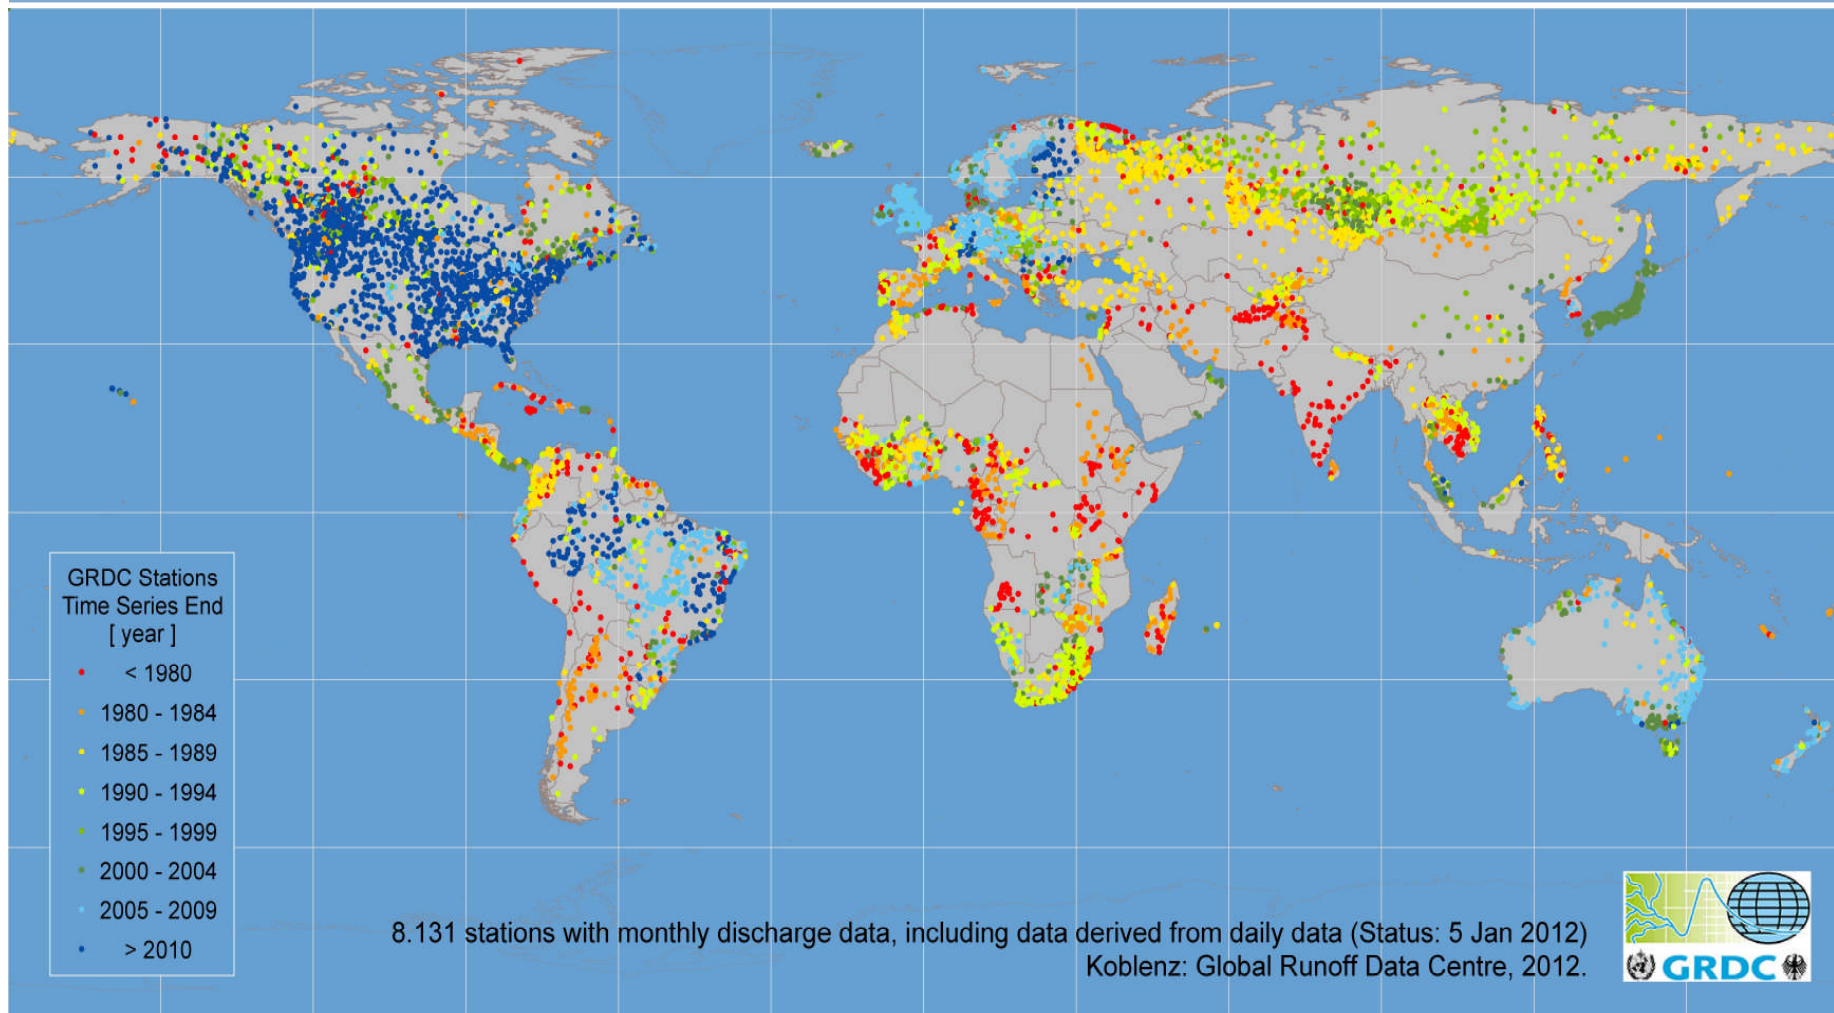 GRDC Stations
Time Series End
[ year ]
< 1980
1980 - 1984
1985 - 1989
1990 - 1994
1995 - 1999
2000 - 2004
2005 - 2009
> 2010
8.131 stations with monthly discharge data, including data derived from daily data (Status: 5 Jan 2012)
Koblenz: Global Runoff Data Centre, 2012.
GRDC